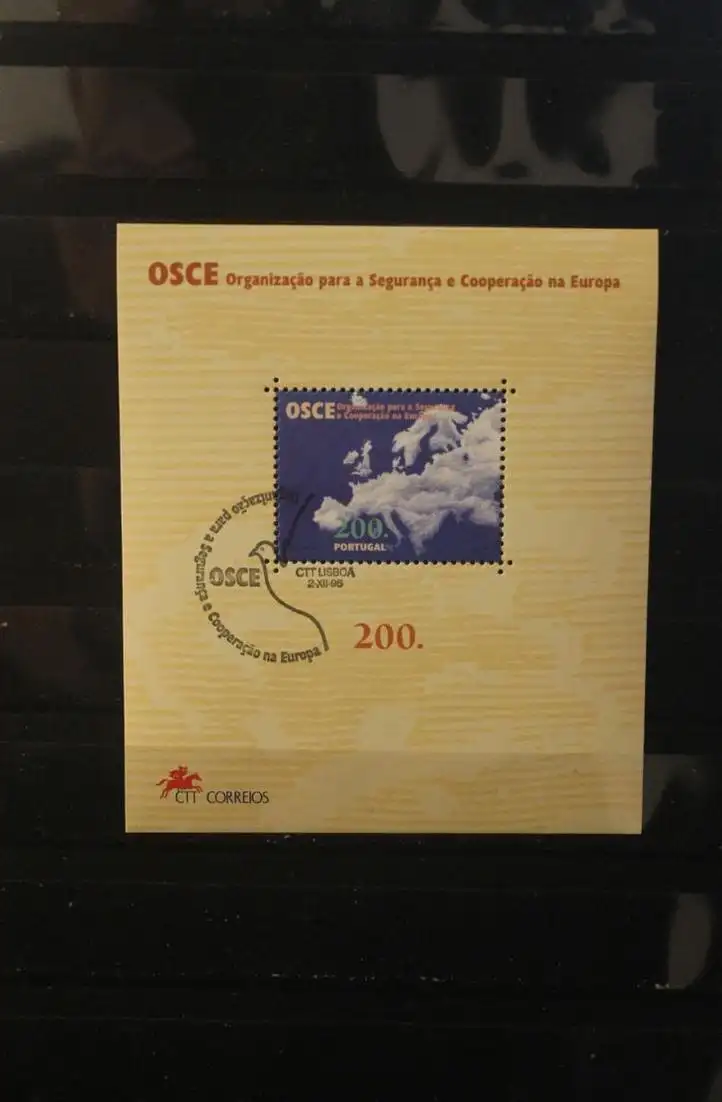 OSCE Organização para a Segurança e Cooperação na Europa
OSCE Organização para a Segurança
e Cooperação na Europa
200.
PORTUGAL
Organização para a Segurança e Cooperação na Europa
OSCE
CTT LISBOA
2-XII-96
200.
CTT CORREIOS